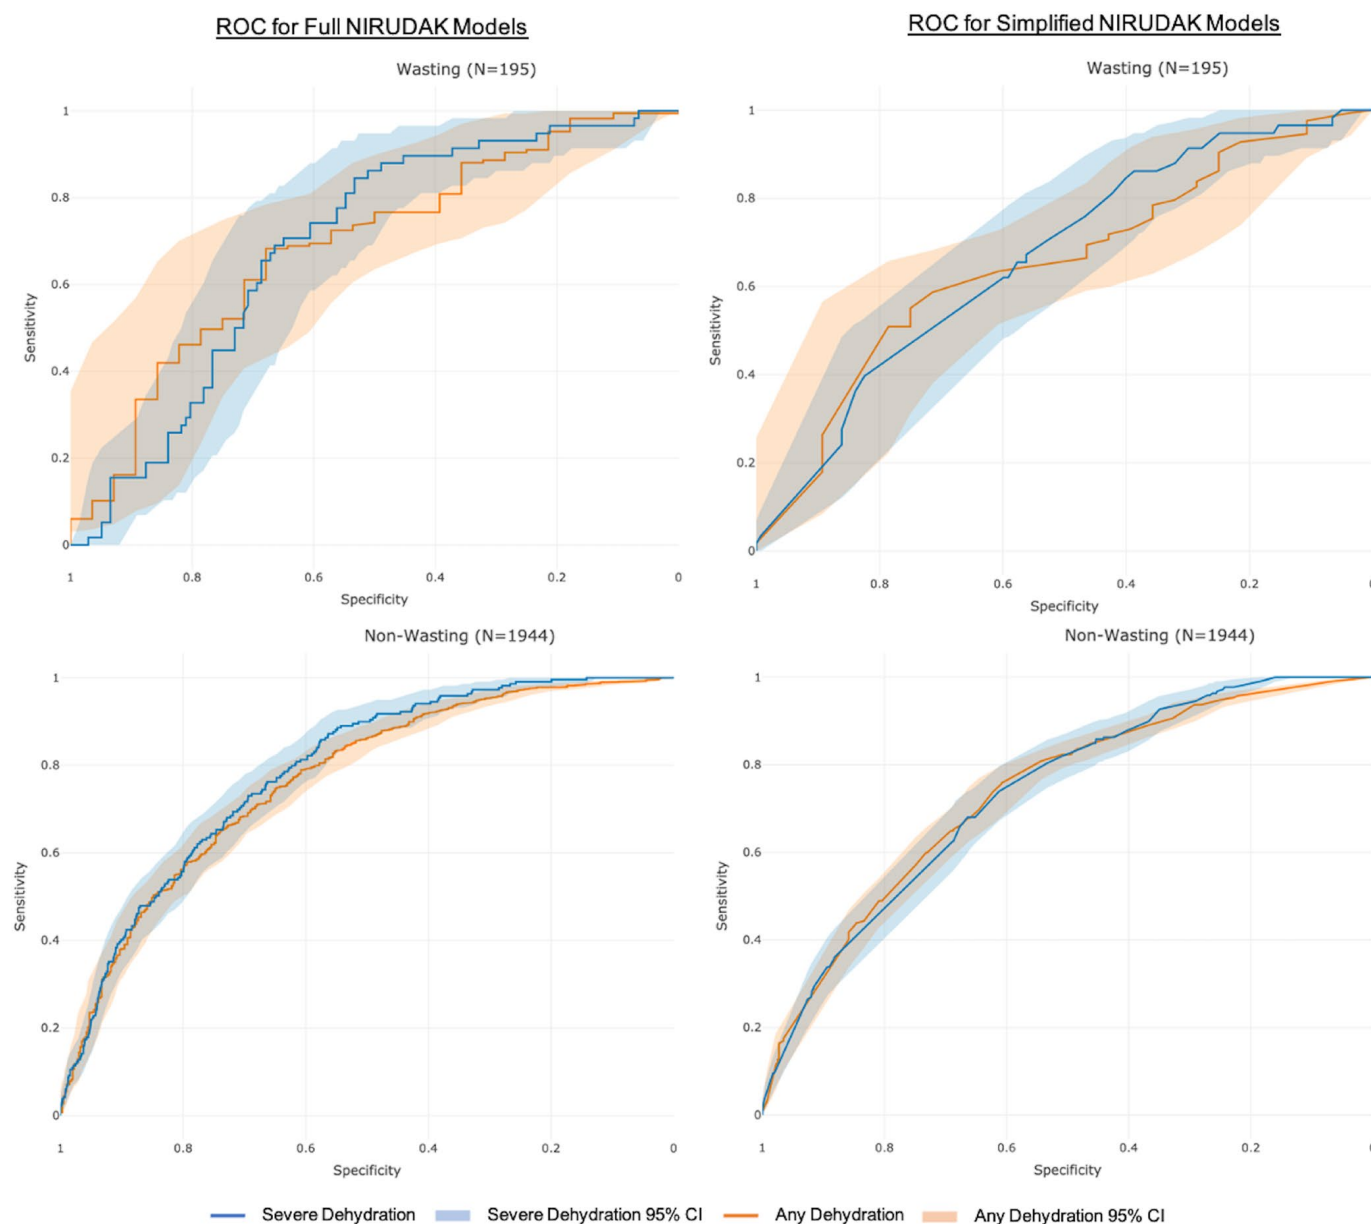 ROC for Full NIRUDAK Models
ROC for Simplified NIRUDAK Models
Wasting (N=195)
1
0.8
0.6
0.4
0.2
0
Sensitivity
1 0.8 0.6 0.4 0.2 0
Specificity
Wasting (N=195)
1
0.8
0.6
0.4
0.2
0
Sensitivity
1 0.8 0.6 0.4 0.2
Specificity
Non-Wasting (N=1944)
1
0.8
0.6
0.4
0.2
0
Sensitivity
1 0.8 0.6 0.4 0.2 0
Specificity
Non-Wasting (N=1944)
1
0.8
0.6
0.4
0.2
0
Sensitivity
1 0.8 0.6 0.4 0.2
Specificity
Severe Dehydration Severe Dehydration 95% CI Any Dehydration Any Dehydration 95% CI